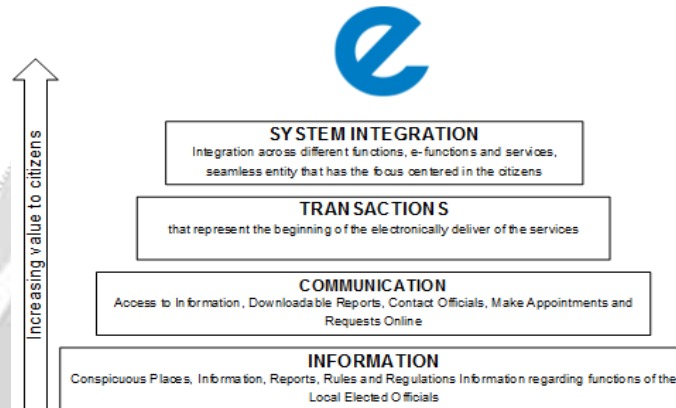 e
SYSTEM INTEGRATION
Integration across different functions, e-functions and services,
seamless entity that has the focus centered in the citizens
TRANSACTIONS
that represent the beginning of the electronically deliver of the services
COMMUNICATION
Access to Information, Downloadable Reports, Contact Officials, Make Appointments and
Requests Online
INFORMATION
Conspicuous Places, Information, Reports, Rules and Regulations Information regarding functions of the
Local Elected Officials
Increasing value to citizens